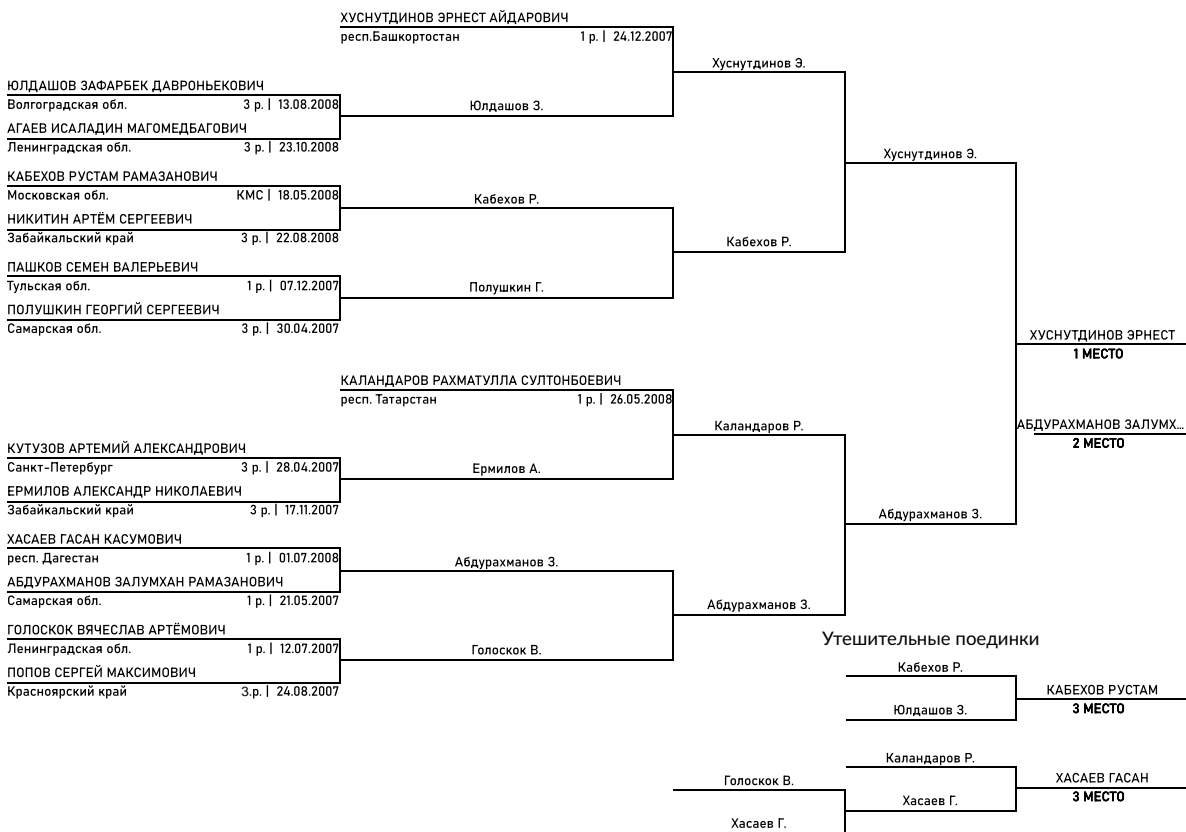 ХУСНУТДИНОВ ЭРНЕСТ АЙДАРОВИЧ
респ.Башкортостан 1 р. | 24.12.2007
Хуснутдинов Э.
ЮЛДАШОВ ЗАФАРБЕК ДАВРОНЬЕКОВИЧ
Волгоградская обл. 3 р. | 13.08.2008
Юлдашов З.
АГАЕВ ИСАЛАДИН МАГОМЕДБАГОВИЧ
Ленинградская обл. 3 р. | 23.10.2008
Хуснутдинов Э.
КАБЕХОВ РУСТАМ РАМАЗАНОВИЧ
Московская обл. КМС | 18.05.2008
Кабехов Р.
НИКИТИН АРТЁМ СЕРГЕЕВИЧ
Забайкальский край 3 р. | 22.08.2008
Кабехов Р.
ПАШКОВ СЕМЕН ВАЛЕРЬЕВИЧ
Тульская обл. 1 р. | 07.12.2007
Полушкин Г.
ПОЛУШКИН ГЕОРГИЙ СЕРГЕЕВИЧ
Самарская обл. 3 р. | 30.04.2007
ХУСНУТДИНОВ ЭРНЕСТ
1 МЕСТО
КАЛАНДАРОВ РАХМАТУЛЛА СУЛТОНБОЕВИЧ
респ. Татарстан 1 р. | 26.05.2008
Каландаров Р.
АБДУРАХМАНОВ ЗАЛУМХ...
2 МЕСТО
КУТУЗОВ АРТЕМИЙ АЛЕКСАНДРОВИЧ
Санкт-Петербург 3 р. | 28.04.2007
Ермилов А.
ЕРМИЛОВ АЛЕКСАНДР НИКОЛАЕВИЧ
Забайкальский край 3 р. | 17.11.2007
Абдурахманов З.
ХАСАЕВ ГАСАН КАСУМОВИЧ
респ. Дагестан 1 р. | 01.07.2008
Абдурахманов З.
АБДУРАХМАНОВ ЗАЛУМХАН РАМАЗАНОВИЧ
Самарская обл. 1 р. | 21.05.2007
Абдурахманов З.
ГОЛОСКОК ВЯЧЕСЛАВ АРТЁМОВИЧ
Ленинградская обл. 1 р. | 12.07.2007
Голоскок В.
ПОПОВ СЕРГЕЙ МАКСИМОВИЧ
Красноярский край 3.р. | 24.08.2007
Утешительные поединки
Кабехов Р.
КАБЕХОВ РУСТАМ
3 МЕСТО
Юлдашов З.
Каландаров Р.
Голоскок В.
ХАСАЕВ ГАСАН
3 МЕСТО
Хасаев Г.
Хасаев Г.